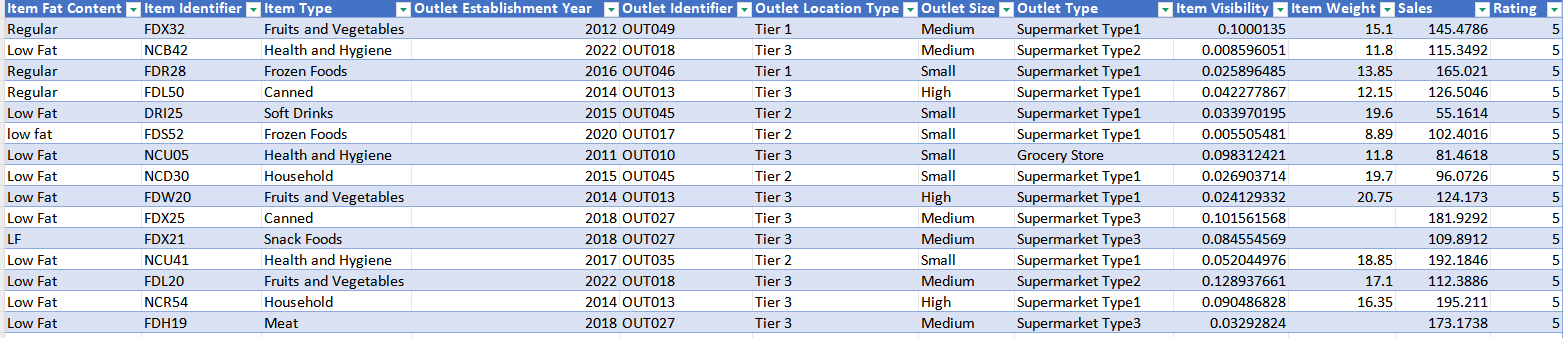 Item Fat Content Item Identifier Item Type Outlet Establishment Year Outlet Identifier Outlet Location Type Outlet Size Outlet Type Item Visibility Item Weight Sales Rating
Regular FDX32 Fruits and Vegetables 2012 OUT049 Tier 1 Medium Supermarket Type1 0.1000135 15.1 145.4786 5
Low Fat NCB42 Health and Hygiene 2022 OUT018 Tier 3 Medium Supermarket Type2 0.008596051 11.8 115.3492 5
Regular FDR28 Frozen Foods 2016 OUT046 Tier 1 Small Supermarket Type1 0.025896485 13.85 165.021 5
Regular FDL50 Canned 2014 OUT013 Tier 3 High Supermarket Type1 0.042277867 12.15 126.5046 5
Low Fat DRI25 Soft Drinks 2015 OUT045 Tier 2 Small Supermarket Type1 0.033970195 19.6 55.1614 5
low fat FDS52 Frozen Foods 2020 OUT017 Tier 2 Small Supermarket Type1 0.005505481 8.89 102.4016 5
Low Fat NCU05 Health and Hygiene 2011 OUT010 Tier 3 Small Grocery Store 0.098312421 11.8 81.4618 5
Low Fat NCD30 Household 2015 OUT045 Tier 2 Small Supermarket Type1 0.026903714 19.7 96.0726 5
Low Fat FDW20 Fruits and Vegetables 2014 OUT013 Tier 3 High Supermarket Type1 0.024129332 20.75 124.173 5
Low Fat FDX25 Canned 2018 OUT027 Tier 3 Medium Supermarket Type3 0.101561568 181.9292 5
LF FDX21 Snack Foods 2018 OUT027 Tier 3 Medium Supermarket Type3 0.084554569 109.8912 5
Low Fat NCU41 Health and Hygiene 2017 OUT035 Tier 2 Small Supermarket Type1 0.052044976 18.85 192.1846 5
Low Fat FDL20 Fruits and Vegetables 2022 OUT018 Tier 3 Medium Supermarket Type2 0.128937661 17.1 112.3886 5
Low Fat NCR54 Household 2014 OUT013 Tier 3 High Supermarket Type1 0.090486828 16.35 195.211 5
Low Fat FDH19 Meat 2018 OUT027 Tier 3 Medium Supermarket Type3 0.03292824 173.1738 5